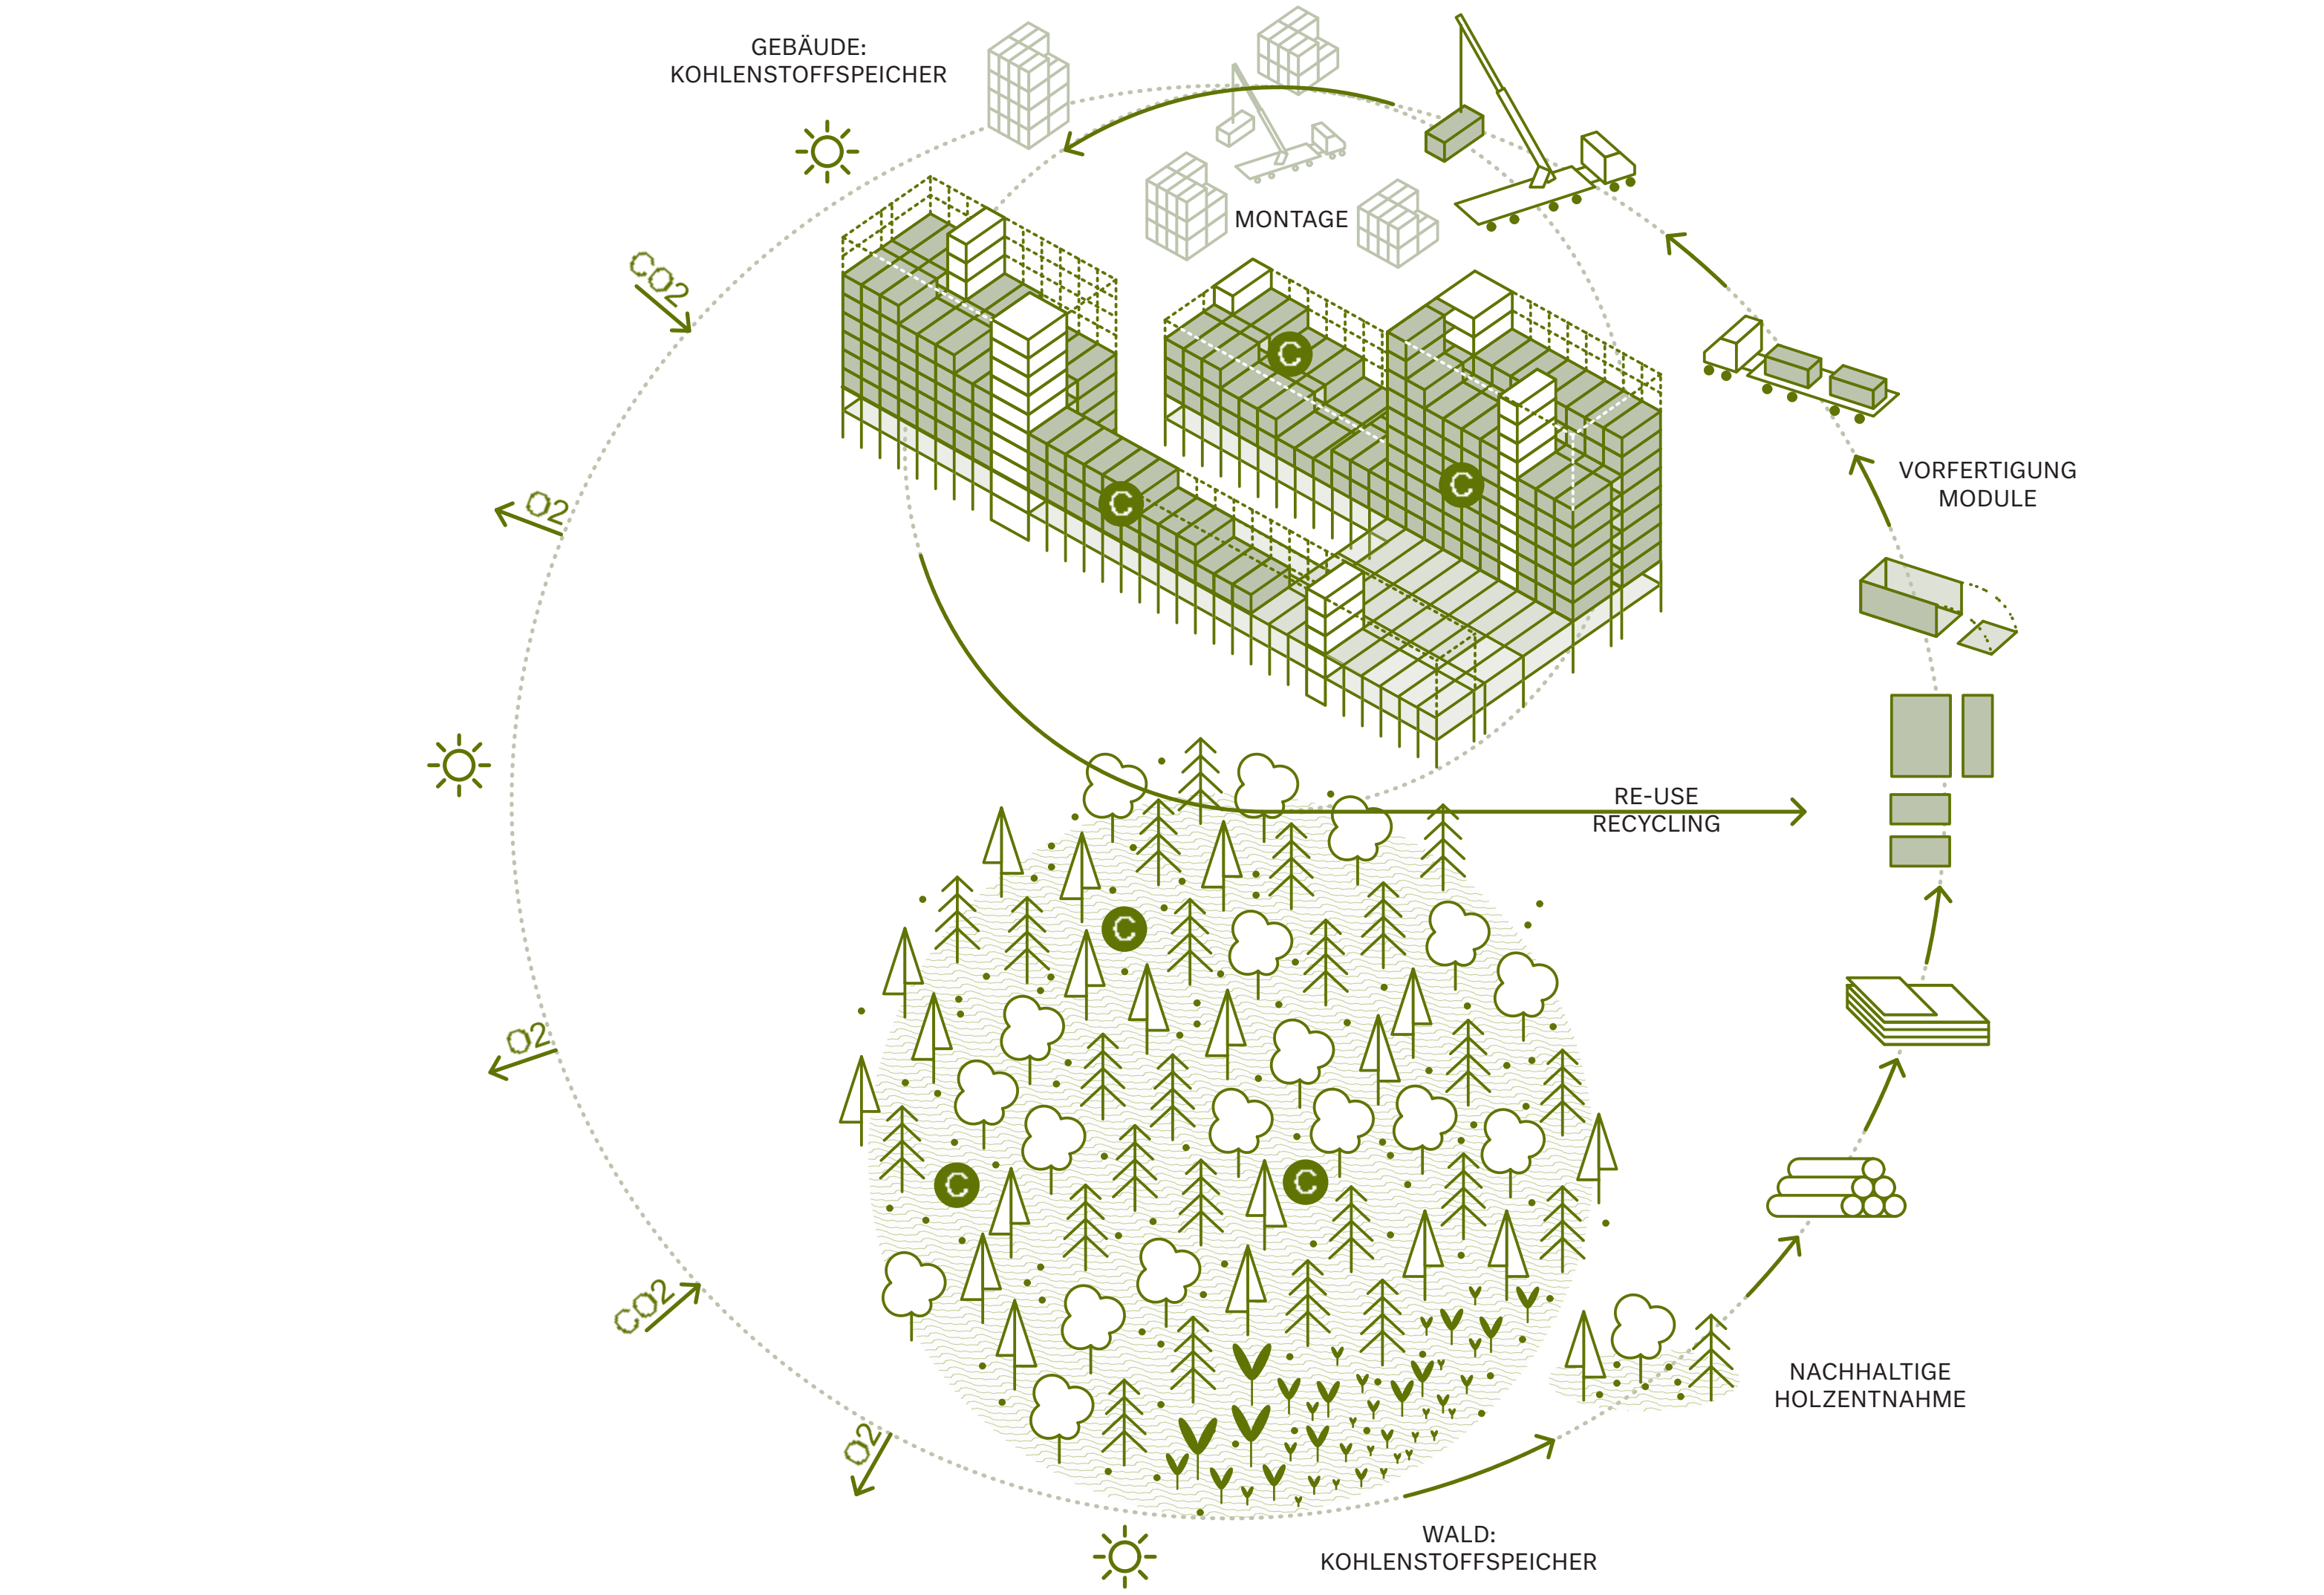 GEBÄUDE:
KOHLENSTOFFSPEICHER
MONTAGE
CO2
C
C
C
O2
VORFERTIGUNG
MODULE
RE-USE
RECYCLING
C
O2
C
C
CO2
NACHHALTIGE
HOLZENTNAHME
O2
WALD:
KOHLENSTOFFSPEICHER